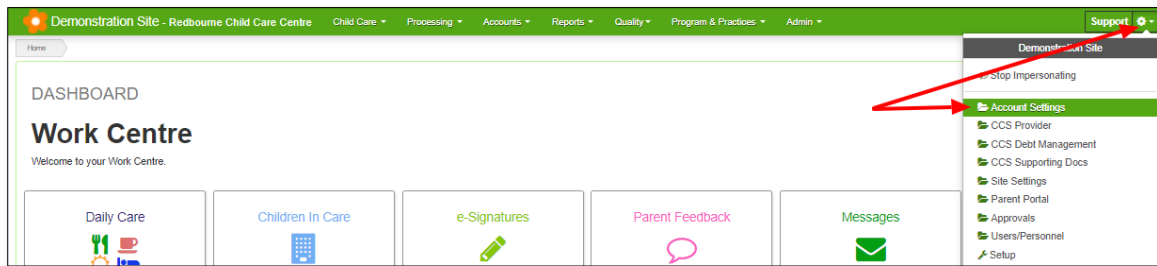 Demonstration Site - Redbourne Child Care Centre Child Care Processing Accounts Reports Quality Program & Practices Admin Support
Home
Demonstration Site
Stop Impersonating
DASHBOARD
Account Settings
Work Centre
CCS Provider
CCS Debt Management
Welcome to your Work Centre.
CCS Supporting Docs
Site Settings
Parent Portal
Daily Care Children In Care e-Signatures Parent Feedback Messages
Approvals
Users/Personnel
Setup